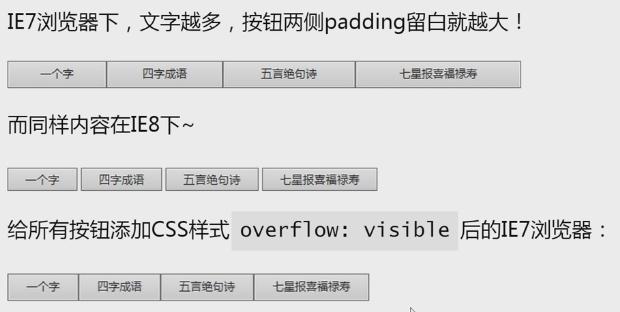 IE7浏览器下，文字越多，按钮两侧padding留白就越大！
一个字 四字成语 五言绝句诗 七星报喜福禄寿
而同样内容在IE8下~
一个字 四字成语 五言绝句诗 七星报喜福禄寿
给所有按钮添加CSS样式 overflow: visible 后的IE7浏览器：
一个字 四字成语 五言绝句诗 七星报喜福禄寿